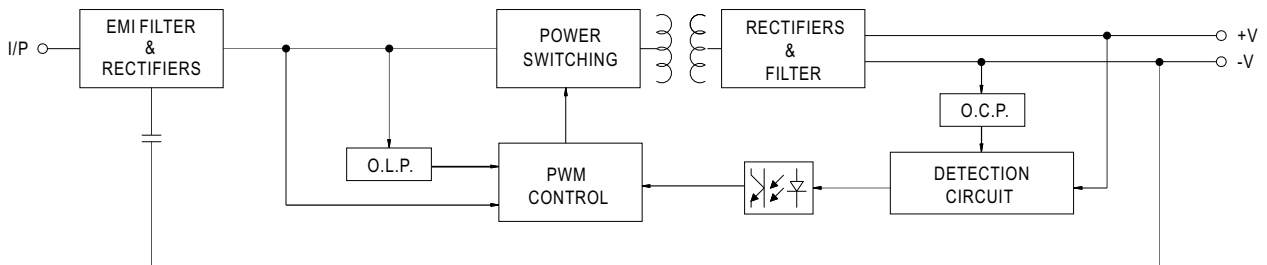 I/P
EMI FILTER
&
RECTIFIERS
POWER
SWITCHING
RECTIFIERS
&
FILTER
+V
-V
O.C.P.
O.L.P.
PWM
CONTROL
DETECTION
CIRCUIT